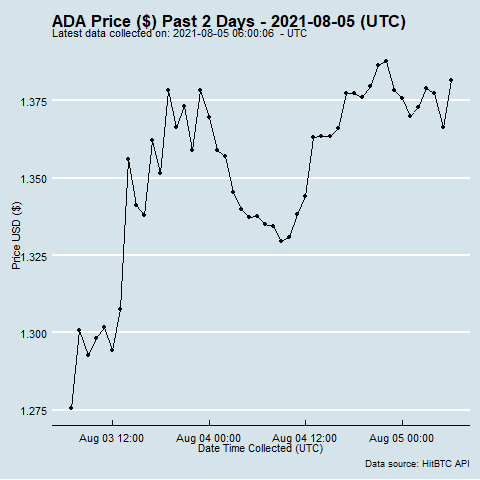 ADA Price ($) Past 2 Days - 2021-08-05 (UTC)
Latest data collected on: 2021-08-05 06:00:06 - UTC
1.375
1.350
1.325
1.300
1.275
Price USD ($)
Aug 03 12:00 Aug 04 00:00 Aug 04 12:00 Aug 05 00:00
Date Time Collected (UTC)
Data source: HitBTC API